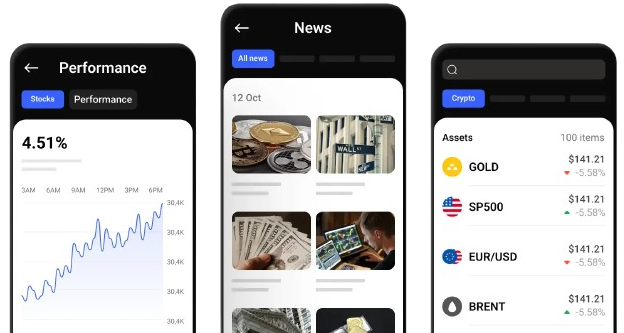 Performance
Stocks
Performance
4.51%
3AM 6AM 9AM 12PM 3PM 6PM
30,4K
30,4K
30,4K
30,4K
30,4K
News
All news
12 Oct
WALL ST
Crypto
Assets 100 items
GOLD $141.21
-5.58%
SP500 $141.21
-5.58%
EUR/USD $141.21
-5.58%
BRENT $141.21
-5.58%